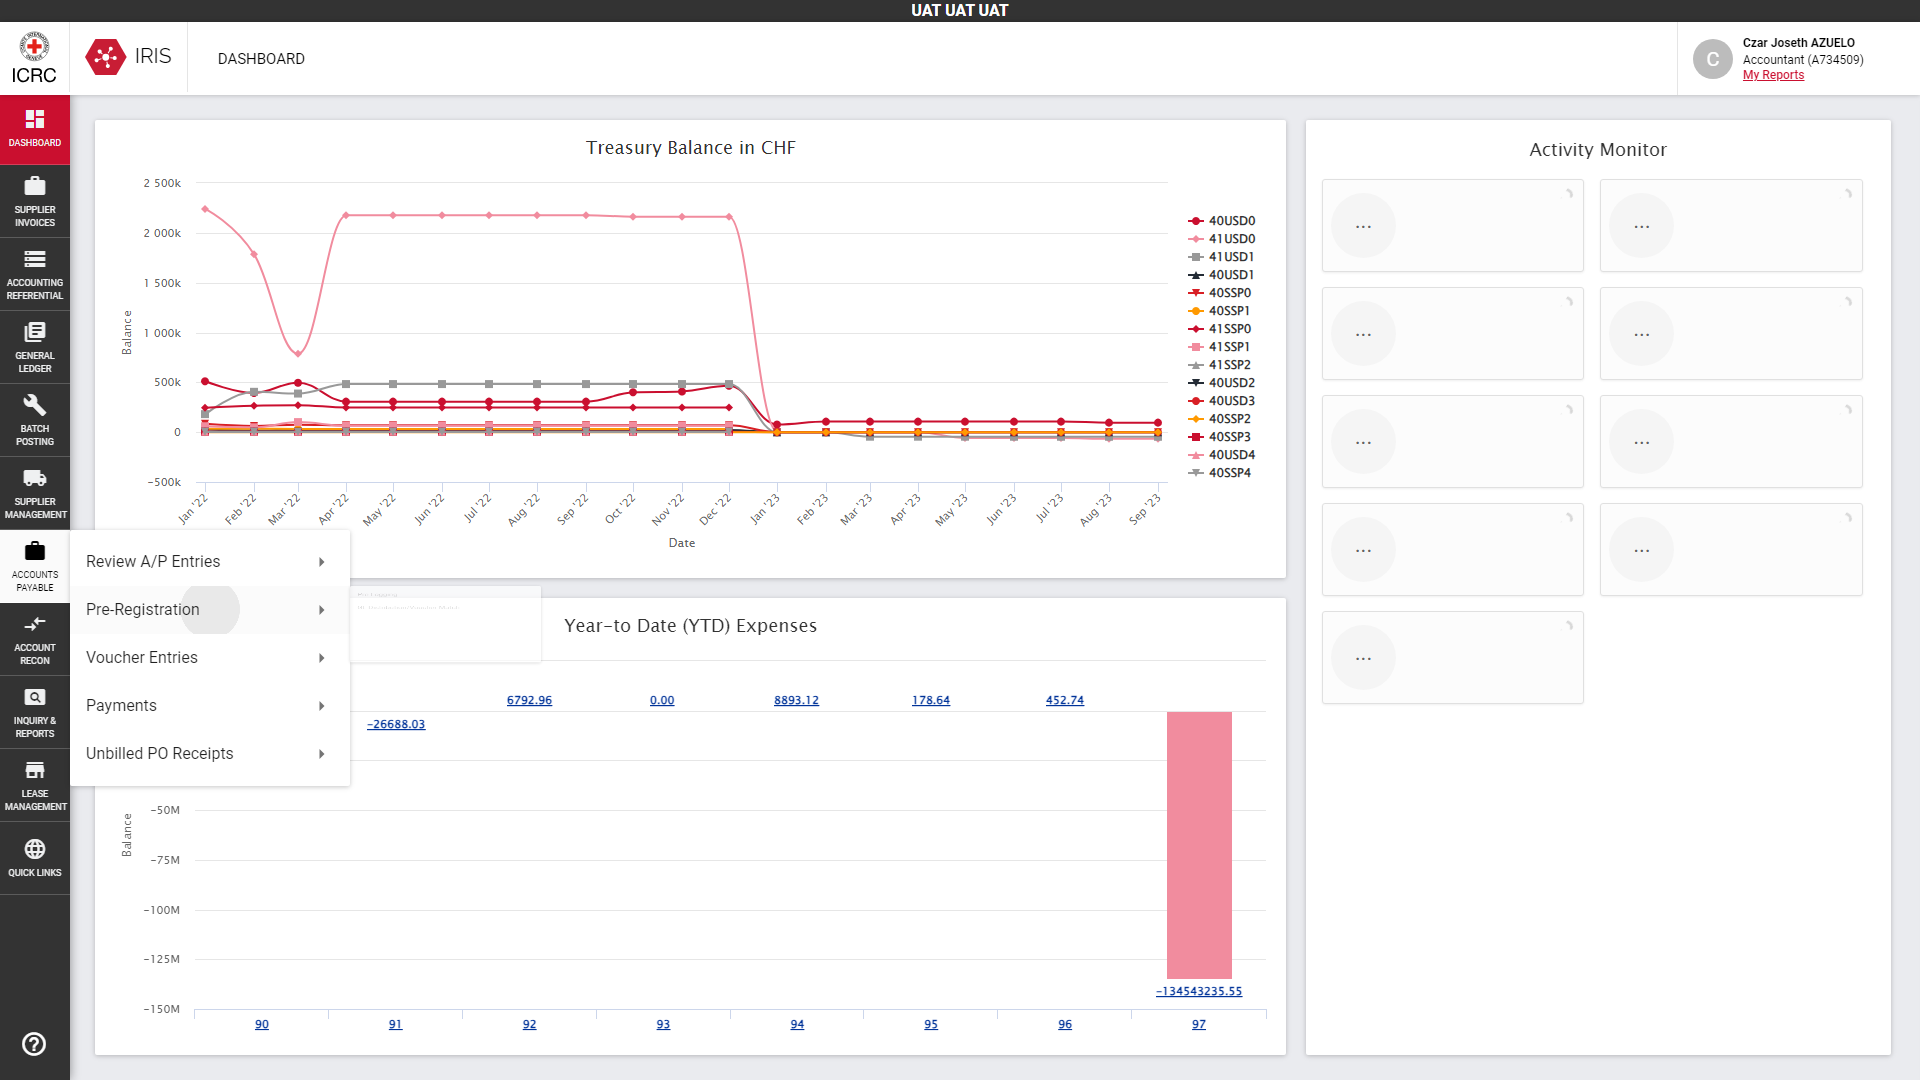 UAT UAT UAT
ICRC
IRIS
DASHBOARD
C
Czar Joseth AZUELO
Accountant (A734509)
My Reports
DASHBOARD
SUPPLIER
INVOICES
ACCOUNTING
REFERENTIAL
GENERAL
LEDGER
BATCH
POSTING
SUPPLIER
MANAGEMENT
ACCOUNTS
PAYABLE
ACCOUNT
RECON
INQUIRY &
REPORTS
LEASE
MANAGEMENT
QUICK LINKS
Review A/P Entries
Pre-Registration
Voucher Entries
Payments
Unbilled PO Receipts
Treasury Balance in CHF
Balance
2 500k
2 000k
1 500k
1 000k
500k
0
−500k
Jan '22
Feb '22
Mar '22
Apr '22
May '22
Jun '22
Jul '22
Aug '22
Sep '22
Oct '22
Nov '22
Dec '22
Jan '23
Feb '23
Mar '23
Apr '23
May '23
Jun '23
Jul '23
Aug '23
Sep '23
Date
40USD0
41USD0
41USD1
40USD1
40SSP0
40SSP1
41SSP0
41SSP1
41SSP2
40USD2
40USD3
40SSP2
40SSP3
40USD4
40SSP4
Year-to Date (YTD) Expenses
−26688.03
6792.96
0.00
8893.12
178.64
452.74
−134543235.55
Balance
−50M
−75M
−100M
−125M
−150M
90
91
92
93
94
95
96
97
Activity Monitor
...
...
...
...
...
...
...
...
...